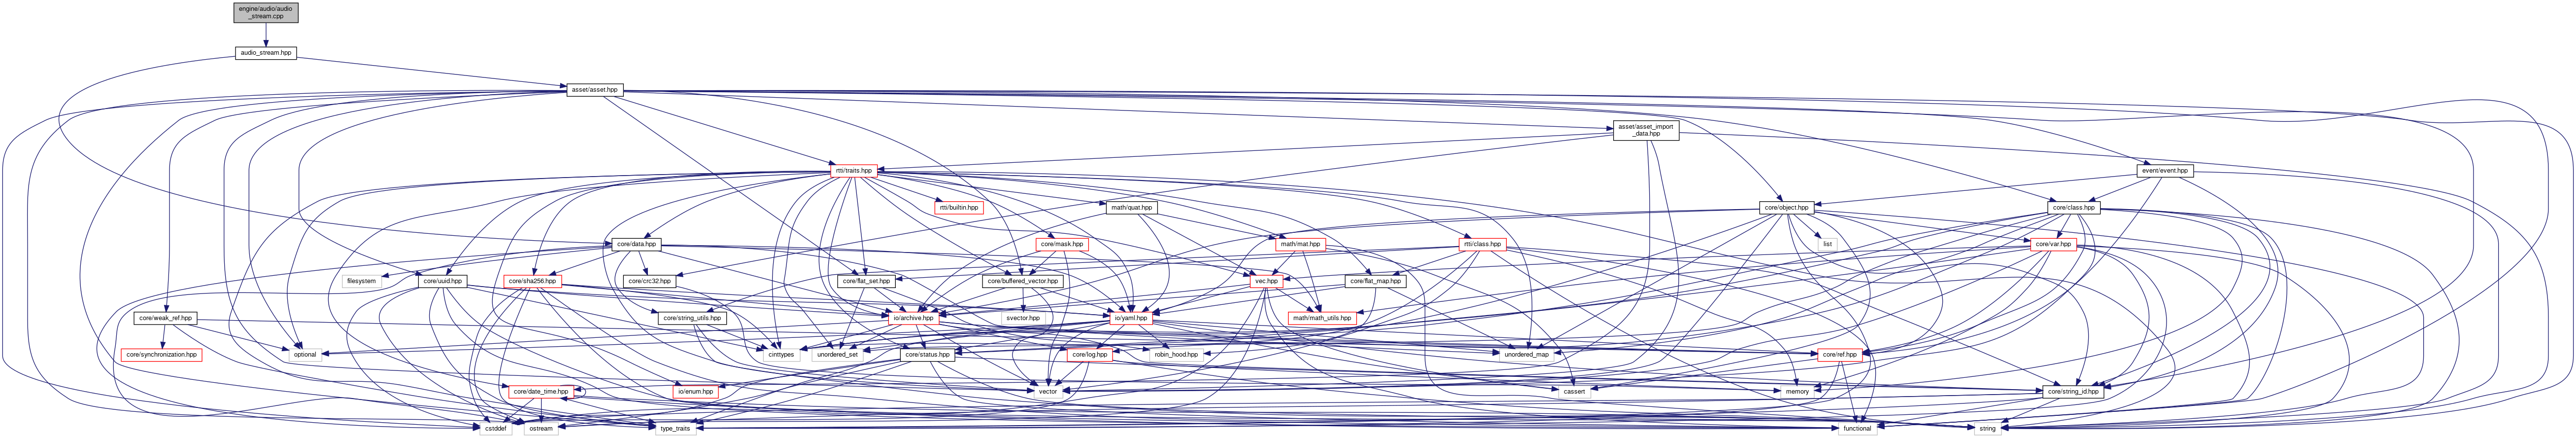 engine/audio/audio
_stream.cpp
audio_stream.hpp
asset/asset.hpp
asset/asset_import
_data.hpp
rtti/traits.hpp
event/event.hpp
rtti/builtin.hpp
math/quat.hpp
core/object.hpp
core/class.hpp
core/data.hpp
core/mask.hpp
math/mat.hpp
rtti/class.hpp
list
core/var.hpp
filesystem
core/uuid.hpp
core/sha256.hpp
core/crc32.hpp
core/flat_set.hpp
core/buffered_vector.hpp
vec.hpp
core/flat_map.hpp
core/weak_ref.hpp
core/string_utils.hpp
io/archive.hpp
svector.hpp
io/yaml.hpp
math/math_utils.hpp
core/synchronization.hpp
optional
cinttypes
unordered_set
core/status.hpp
core/log.hpp
robin_hood.hpp
unordered_map
core/ref.hpp
core/date_time.hpp
io/enum.hpp
vector
cassert
memory
core/string_id.hpp
cstddef
ostream
type_traits
functional
string